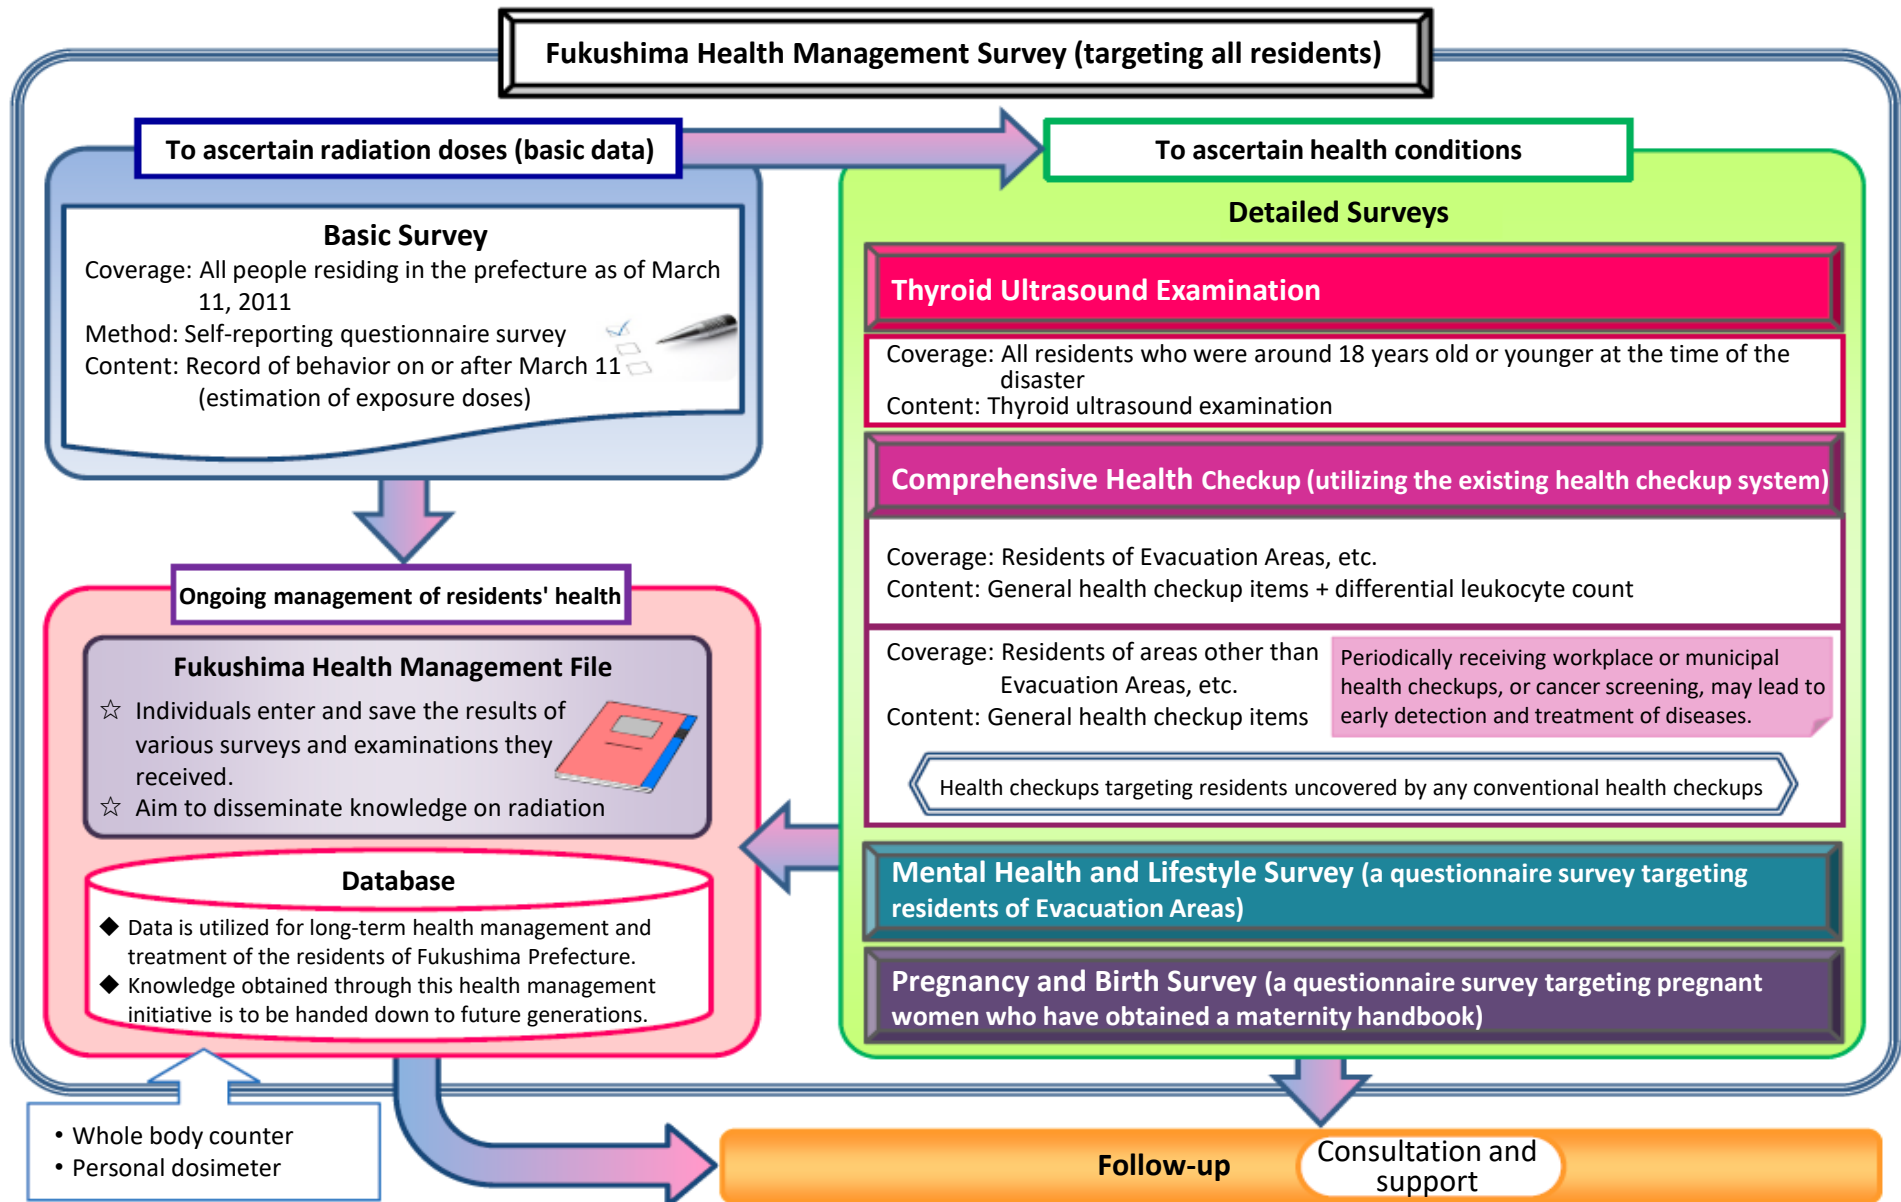 Fukushima Health Management Survey (targeting all residents)
To ascertain radiation doses (basic data)
Basic Survey
Coverage: All people residing in the prefecture as of March
11, 2011
Method: Self-reporting questionnaire survey
Content: Record of behavior on or after March 11
(estimation of exposure doses)
Ongoing management of residents' health
Fukushima Health Management File
☆ Individuals enter and save the results of
various surveys and examinations they
received.
☆ Aim to disseminate knowledge on radiation
Database
◆ Data is utilized for long-term health management and
treatment of the residents of Fukushima Prefecture.
◆ Knowledge obtained through this health management
initiative is to be handed down to future generations.
• Whole body counter
• Personal dosimeter
To ascertain health conditions
Detailed Surveys
Thyroid Ultrasound Examination
Coverage: All residents who were around 18 years old or younger at the time of the
disaster
Content: Thyroid ultrasound examination
Comprehensive Health Checkup (utilizing the existing health checkup system)
Coverage: Residents of Evacuation Areas, etc.
Content: General health checkup items + differential leukocyte count
Coverage: Residents of areas other than
Evacuation Areas, etc.
Content: General health checkup items
Periodically receiving workplace or municipal
health checkups, or cancer screening, may lead to
early detection and treatment of diseases.
Health checkups targeting residents uncovered by any conventional health checkups
Mental Health and Lifestyle Survey (a questionnaire survey targeting
residents of Evacuation Areas)
Pregnancy and Birth Survey (a questionnaire survey targeting pregnant
women who have obtained a maternity handbook)
Follow-up
Consultation and
support